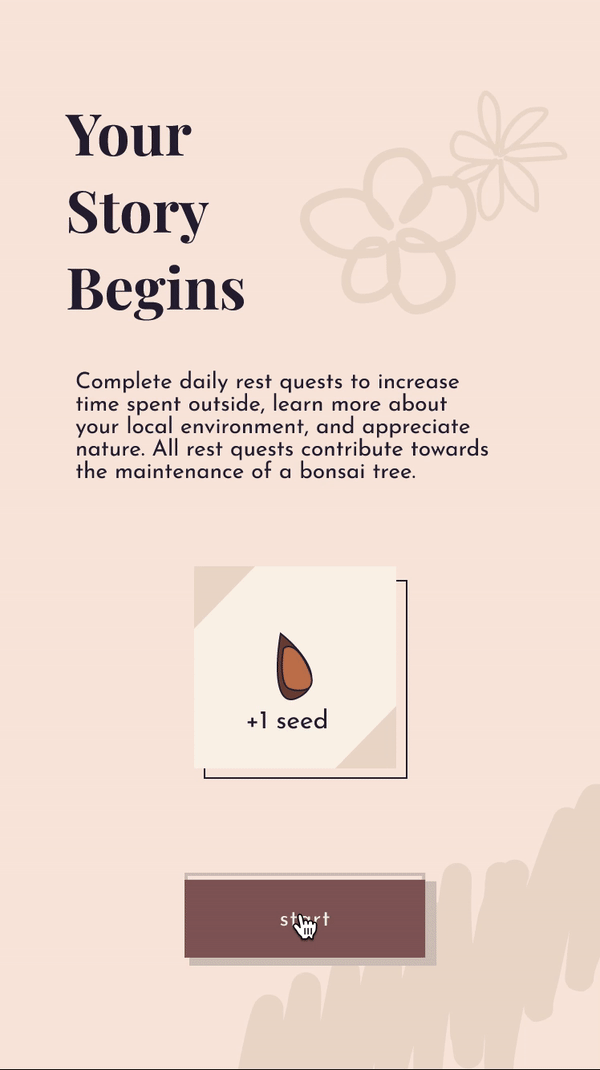 Your
Story
Begins
Complete daily rest quests to increase
time spent outside, learn more about
your local environment, and appreciate
nature. All rest quests contribute towards
the maintenance of a bonsai tree.
+1 seed
start